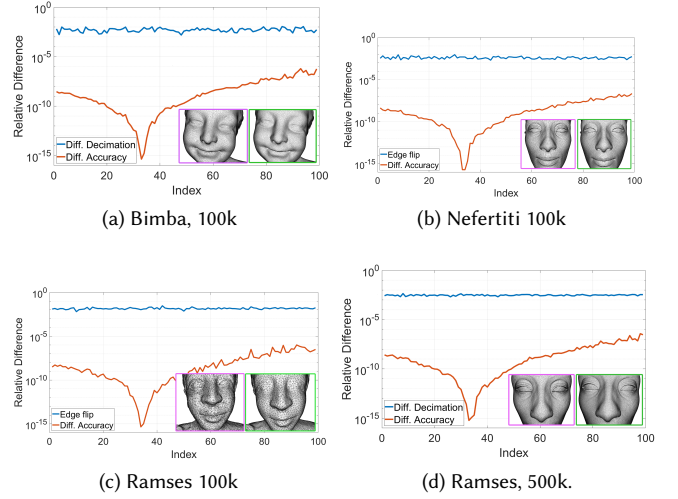 10^0
10^-5
10^-10
10^-15
Relative Difference
Diff. Decimation
Diff. Accuracy
0 20 40 60 80 100
Index
(a) Bimba, 100k
10^0
10^-5
10^-10
10^-15
Relative Difference
Edge flip
Diff. Accuracy
0 20 40 60 80 100
Index
(b) Nefertiti 100k
10^0
10^-5
10^-10
10^-15
Relative Difference
Edge flip
Diff. Accuracy
0 20 40 60 80 100
Index
(c) Ramses 100k
10^0
10^-5
10^-10
10^-15
Relative Difference
Diff. Decimation
Diff. Accuracy
0 20 40 60 80 100
Index
(d) Ramses, 500k.